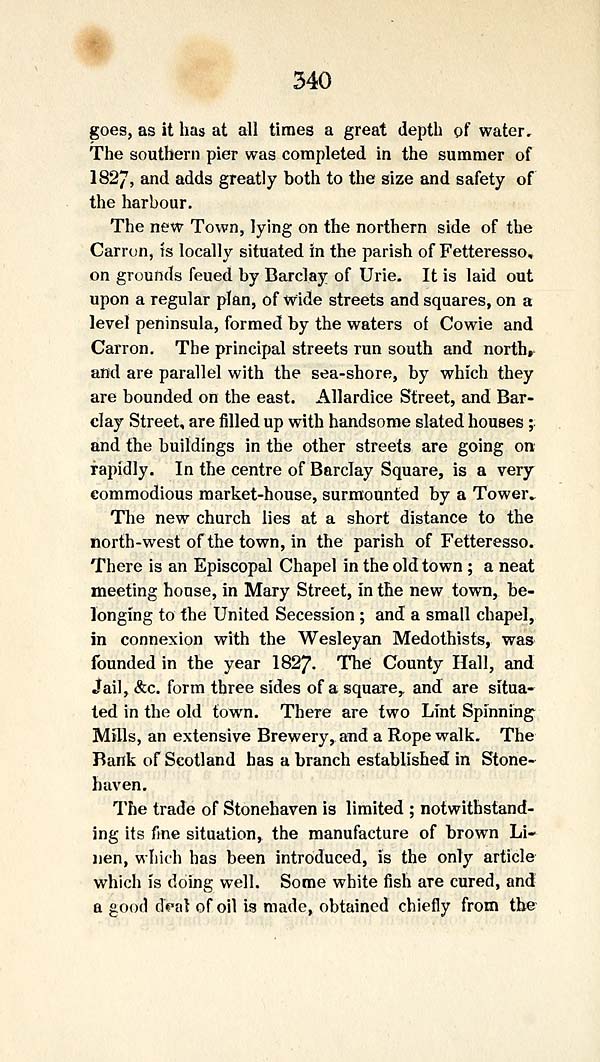 340
goes, as it has at all times a great depth of water.
The southern pier was completed in the summer of
1827, and adds greatly both to the size and safety of
the harbour.
The new Town, lying on the northern side of the
Carron, is locally situated in the parish of Fetteresso,
on grounds feued by Barclay of Urie. It is laid out
upon a regular plan, of wide streets and squares, on a
level peninsula, formed by the waters of Cowie and
Carron. The principal streets run south and north,
and are parallel with the sea-shore, by which they
are bounded on the east. Allardice Street, and Bar-
clay Street, are filled up with handsome slated houses;
and the buildings in the other streets are going on
rapidly. In the centre of Barclay Square, is a very
commodious market-house, surmounted by a Tower.
The new church lies at a short distance to the
north-west of the town, in the parish of Fetteresso.
There is an Episcopal Chapel in the old town; a neat
meeting house, in Mary Street, in the new town, be-
longing to the United Secession; and a small chapel,
in connexion with the Wesleyan Medothists, was
founded in the year 1827. The County Hall, and
Jail, &c. form three sides of a square, and are situa-
ted in the old town. There are two Lint Spinning
Mills, an extensive Brewery, and a Rope walk. The
Bank of Scotland has a branch established in Stone-
haven.
The trade of Stonehaven is limited; notwithstand-
ing its fine situation, the manufacture of brown Li-
nen, which has been introduced, is the only article
which is doing well. Some white fish are cured, and
a good deal of oil is made, obtained chiefly from the